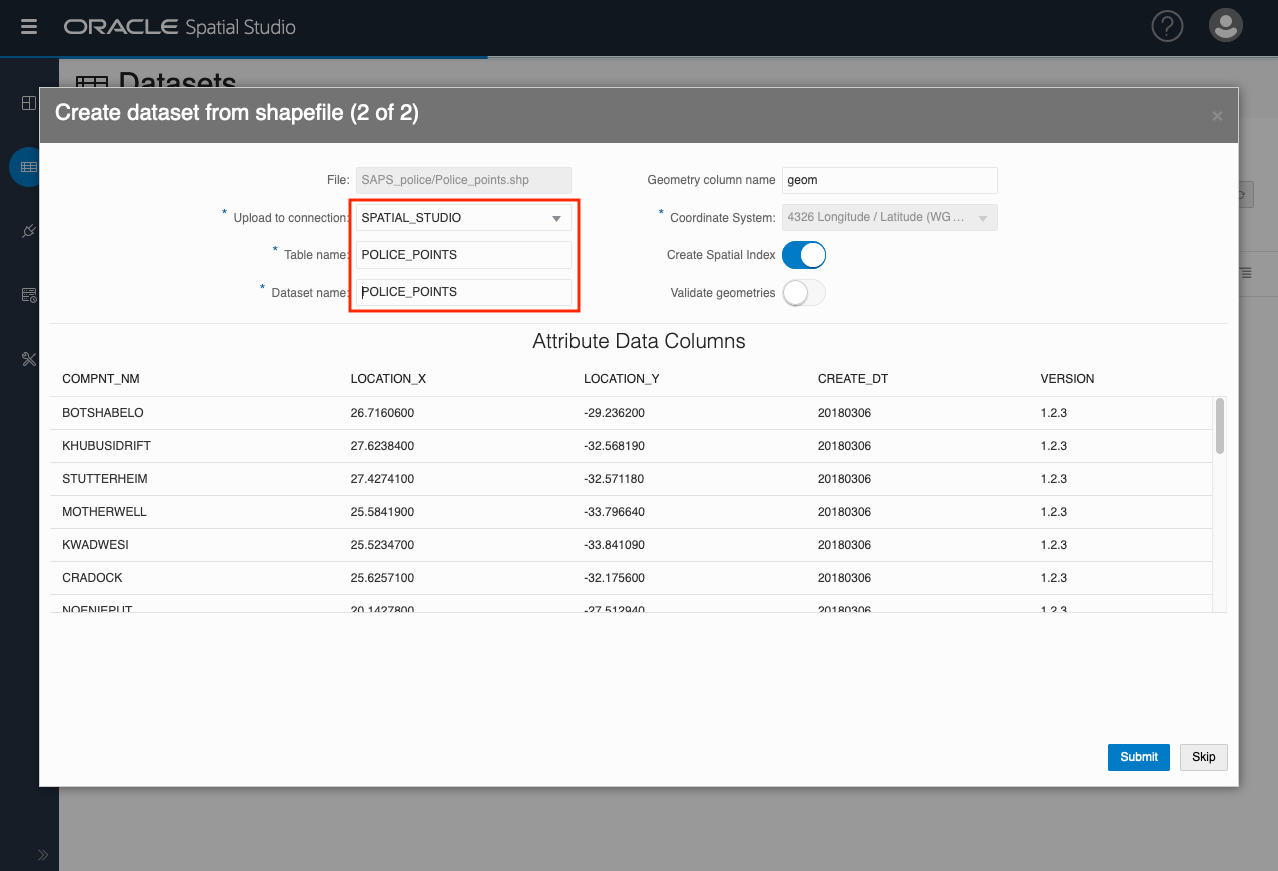 ORACLE Spatial Studio
Datasets
Create dataset from shapefile (2 of 2)
File: SAPS_police/Police_points.shp
Geometry column name geom
* Upload to connection: SPATIAL_STUDIO
* Coordinate System: 4326 Longitude / Latitude (WG ...
* Table name: POLICE_POINTS
Create Spatial Index
* Dataset name: POLICE_POINTS
Validate geometries
Attribute Data Columns
COMPNT_NM LOCATION_X LOCATION_Y CREATE_DT VERSION
BOTSHABELO 26.7160600 -29.236200 20180306 1.2.3
KHUBUSIDRIFT 27.6238400 -32.568190 20180306 1.2.3
STUTTERHEIM 27.4274100 -32.571180 20180306 1.2.3
MOTHERWELL 25.5841900 -33.796640 20180306 1.2.3
KWADWESI 25.5234700 -33.841090 20180306 1.2.3
CRADOCK 25.6257100 -32.175600 20180306 1.2.3
NOENIEPUT 20.1427800 -27.512940 20180306 1.2.3
Submit Skip